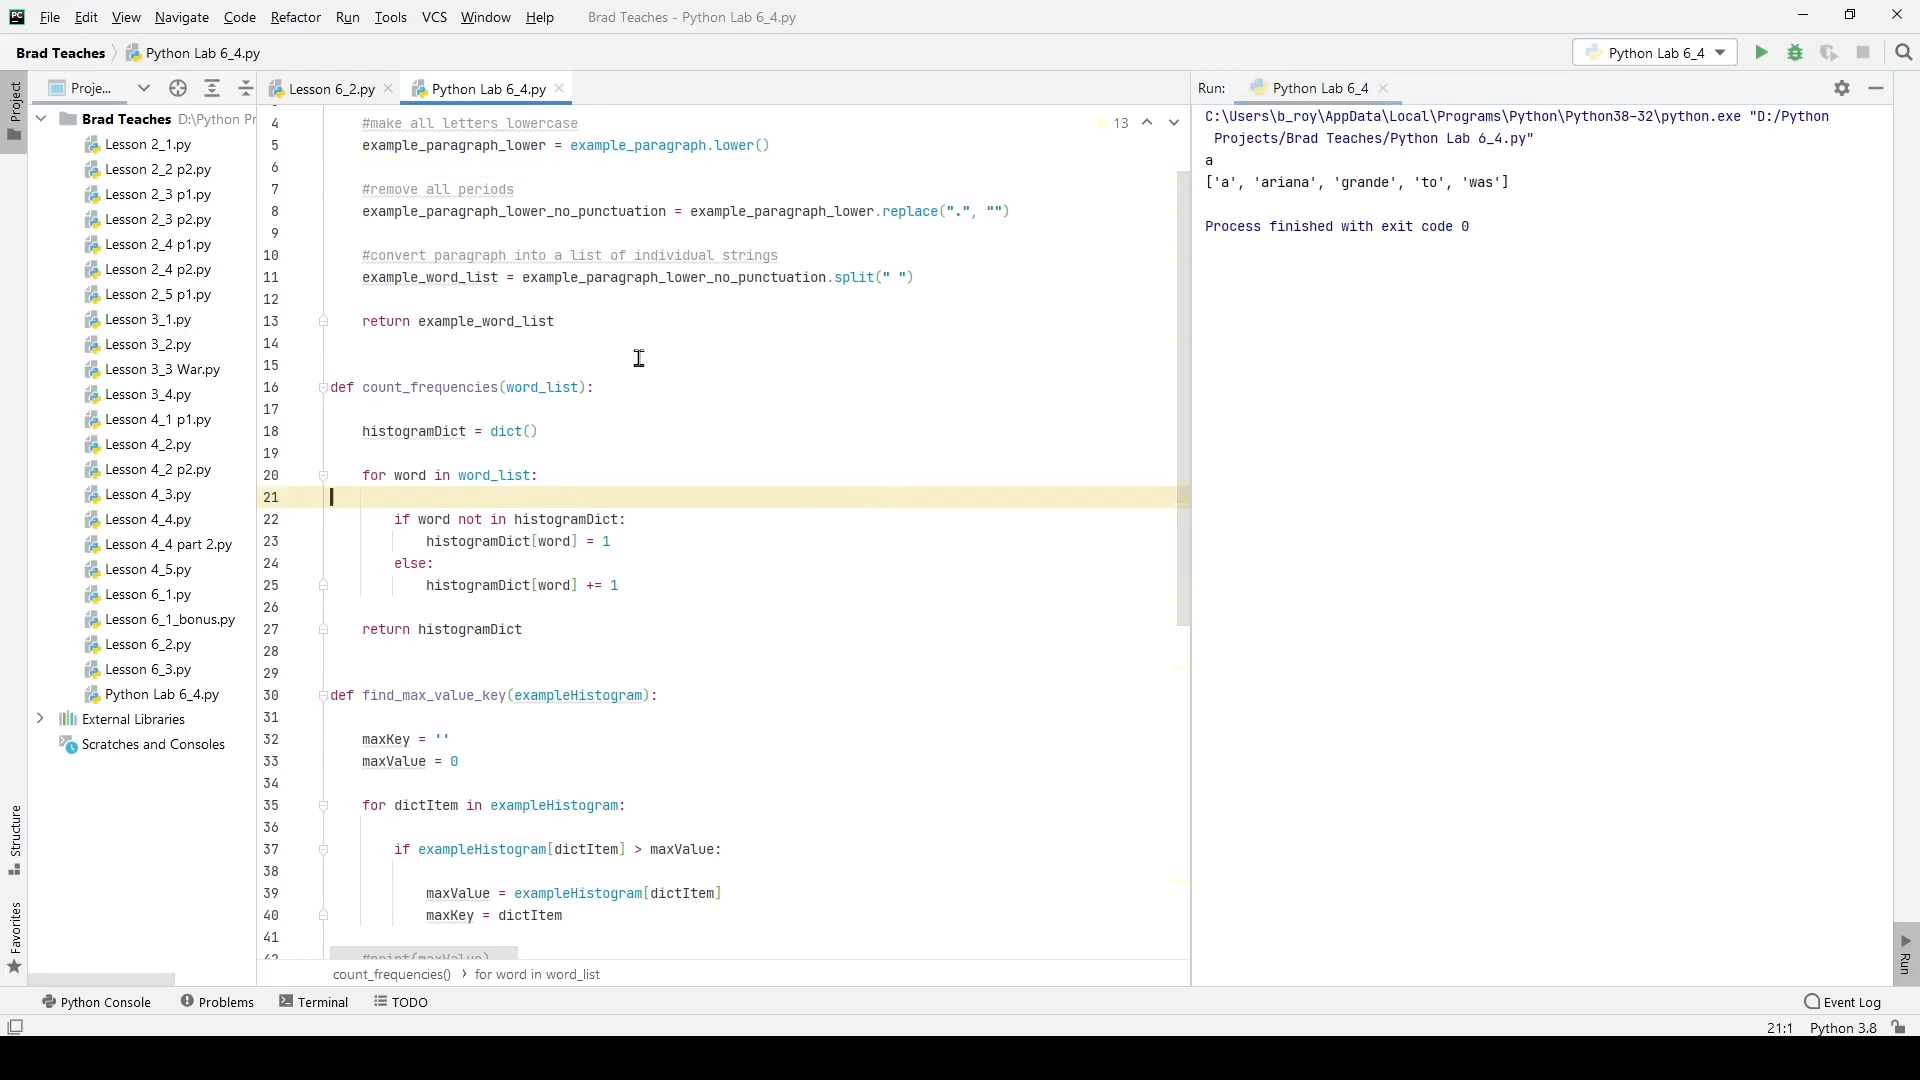 File Edit View Navigate Code Refactor Run Tools VCS Window Help Brad Teaches - Python Lab 6_4.py
Brad Teaches Python Lab 6_4.py
Python Lab 6_4
Proje...
Lesson 6_2.py
Python Lab 6_4.py
Run: Python Lab 6_4
Project
Structure
Favorites
Brad Teaches D:\Python Pr
Lesson 2_1.py
Lesson 2_2 p2.py
Lesson 2_3 p1.py
Lesson 2_3 p2.py
Lesson 2_4 p1.py
Lesson 2_4 p2.py
Lesson 2_5 p1.py
Lesson 3_1.py
Lesson 3_2.py
Lesson 3_3 War.py
Lesson 3_4.py
Lesson 4_1 p1.py
Lesson 4_2.py
Lesson 4_2 p2.py
Lesson 4_3.py
Lesson 4_4.py
Lesson 4_4 part 2.py
Lesson 4_5.py
Lesson 6_1.py
Lesson 6_1_bonus.py
Lesson 6_2.py
Lesson 6_3.py
Python Lab 6_4.py
External Libraries
Scratches and Consoles
13
4 #make all letters lowercase
5 example_paragraph_lower = example_paragraph.lower()
6
7 #remove all periods
8 example_paragraph_lower_no_punctuation = example_paragraph_lower.replace(".", "")
9
10 #convert paragraph into a list of individual strings
11 example_word_list = example_paragraph_lower_no_punctuation.split(" ")
12
13 return example_word_list
14
15
16 def count_frequencies(word_list):
17
18 histogramDict = dict()
19
20 for word in word_list:
21
22 if word not in histogramDict:
23 histogramDict[word] = 1
24 else:
25 histogramDict[word] += 1
26
27 return histogramDict
28
29
30 def find_max_value_key(exampleHistogram):
31
32 maxKey = ''
33 maxValue = 0
34
35 for dictItem in exampleHistogram:
36
37 if exampleHistogram[dictItem] > maxValue:
38
39 maxValue = exampleHistogram[dictItem]
40 maxKey = dictItem
41
42 #print(maxValue)
count_frequencies() for word in word_list
C:\Users\b_roy\AppData\Local\Programs\Python\Python38-32\python.exe "D:/Python
Projects/Brad Teaches/Python Lab 6_4.py"
a
['a', 'ariana', 'grande', 'to', 'was']
Process finished with exit code 0
Run
Python Console Problems Terminal TODO
Event Log
21:1 Python 3.8